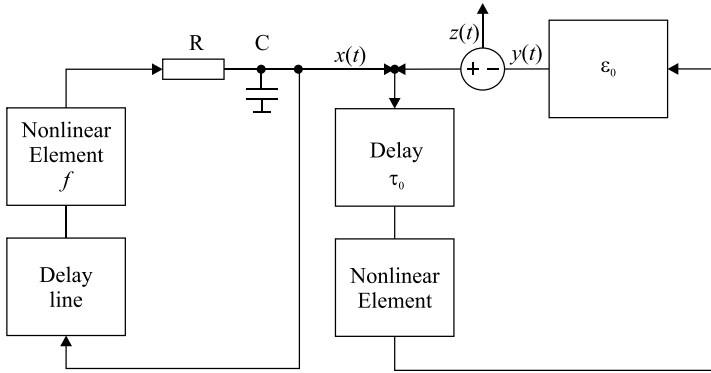 R
C
x(t)
z(t)
+ −
y(t)
ε₀
Nonlinear
Element
f
Delay
τ₀
Delay
line
Nonlinear
Element